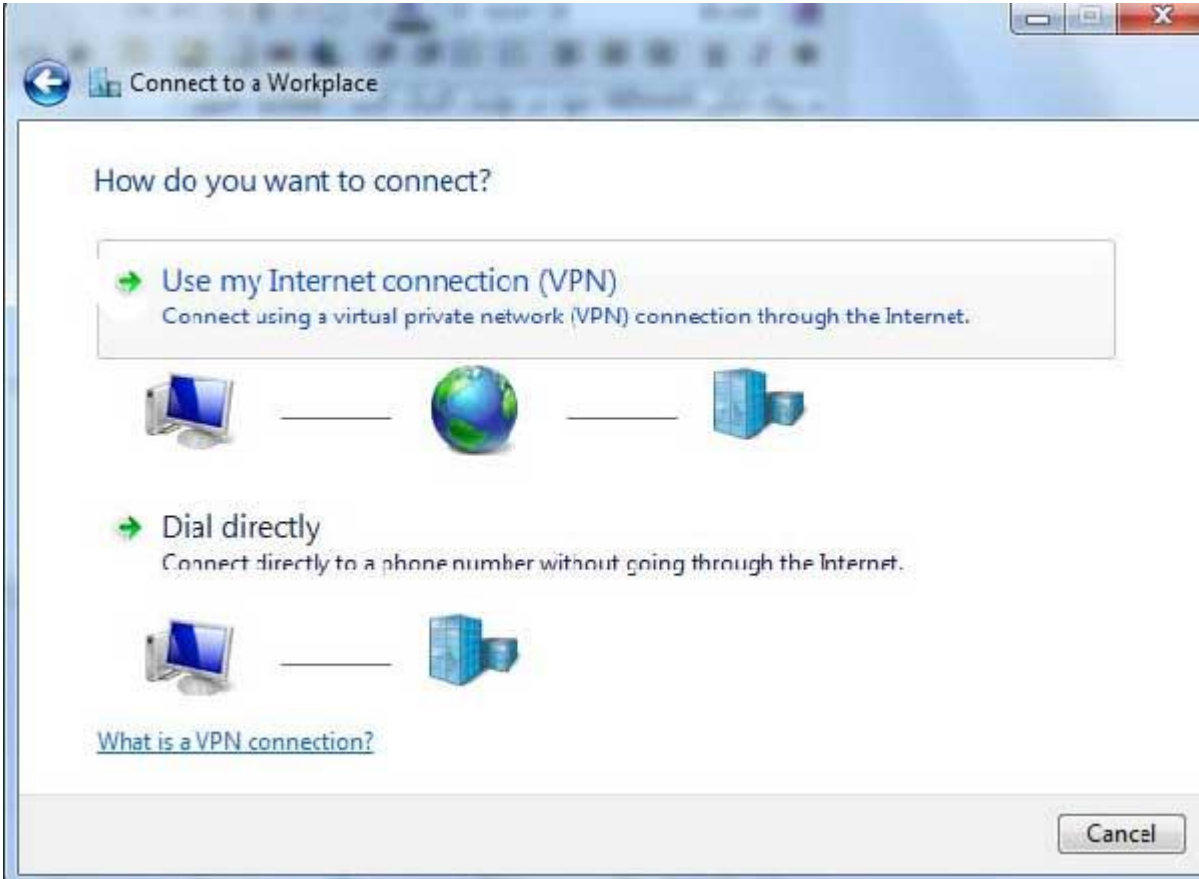 Connect to a Workplace
How do you want to connect?
Use my Internet connection (VPN)
Connect using a virtual private network (VPN) connection through the Internet.
Dial directly
Connect directly to a phone number without going through the Internet.
What is a VPN connection?
Cancel